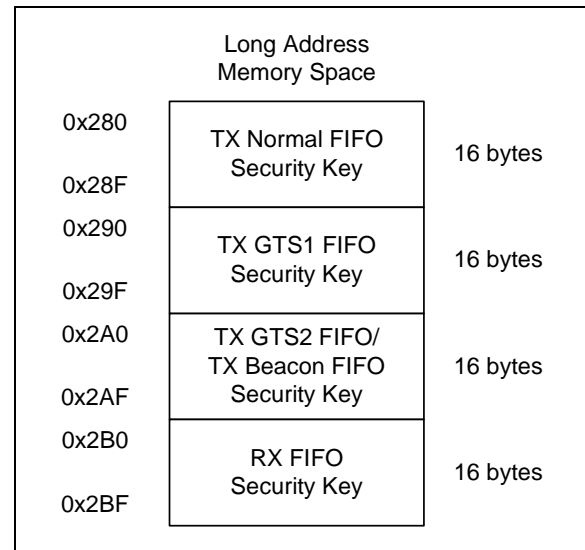 Long Address
Memory Space
0x280
TX Normal FIFO
Security Key
16 bytes
0x28F
0x290
TX GTS1 FIFO
Security Key
16 bytes
0x29F
0x2A0
TX GTS2 FIFO/
TX Beacon FIFO
Security Key
16 bytes
0x2AF
0x2B0
RX FIFO
Security Key
16 bytes
0x2BF